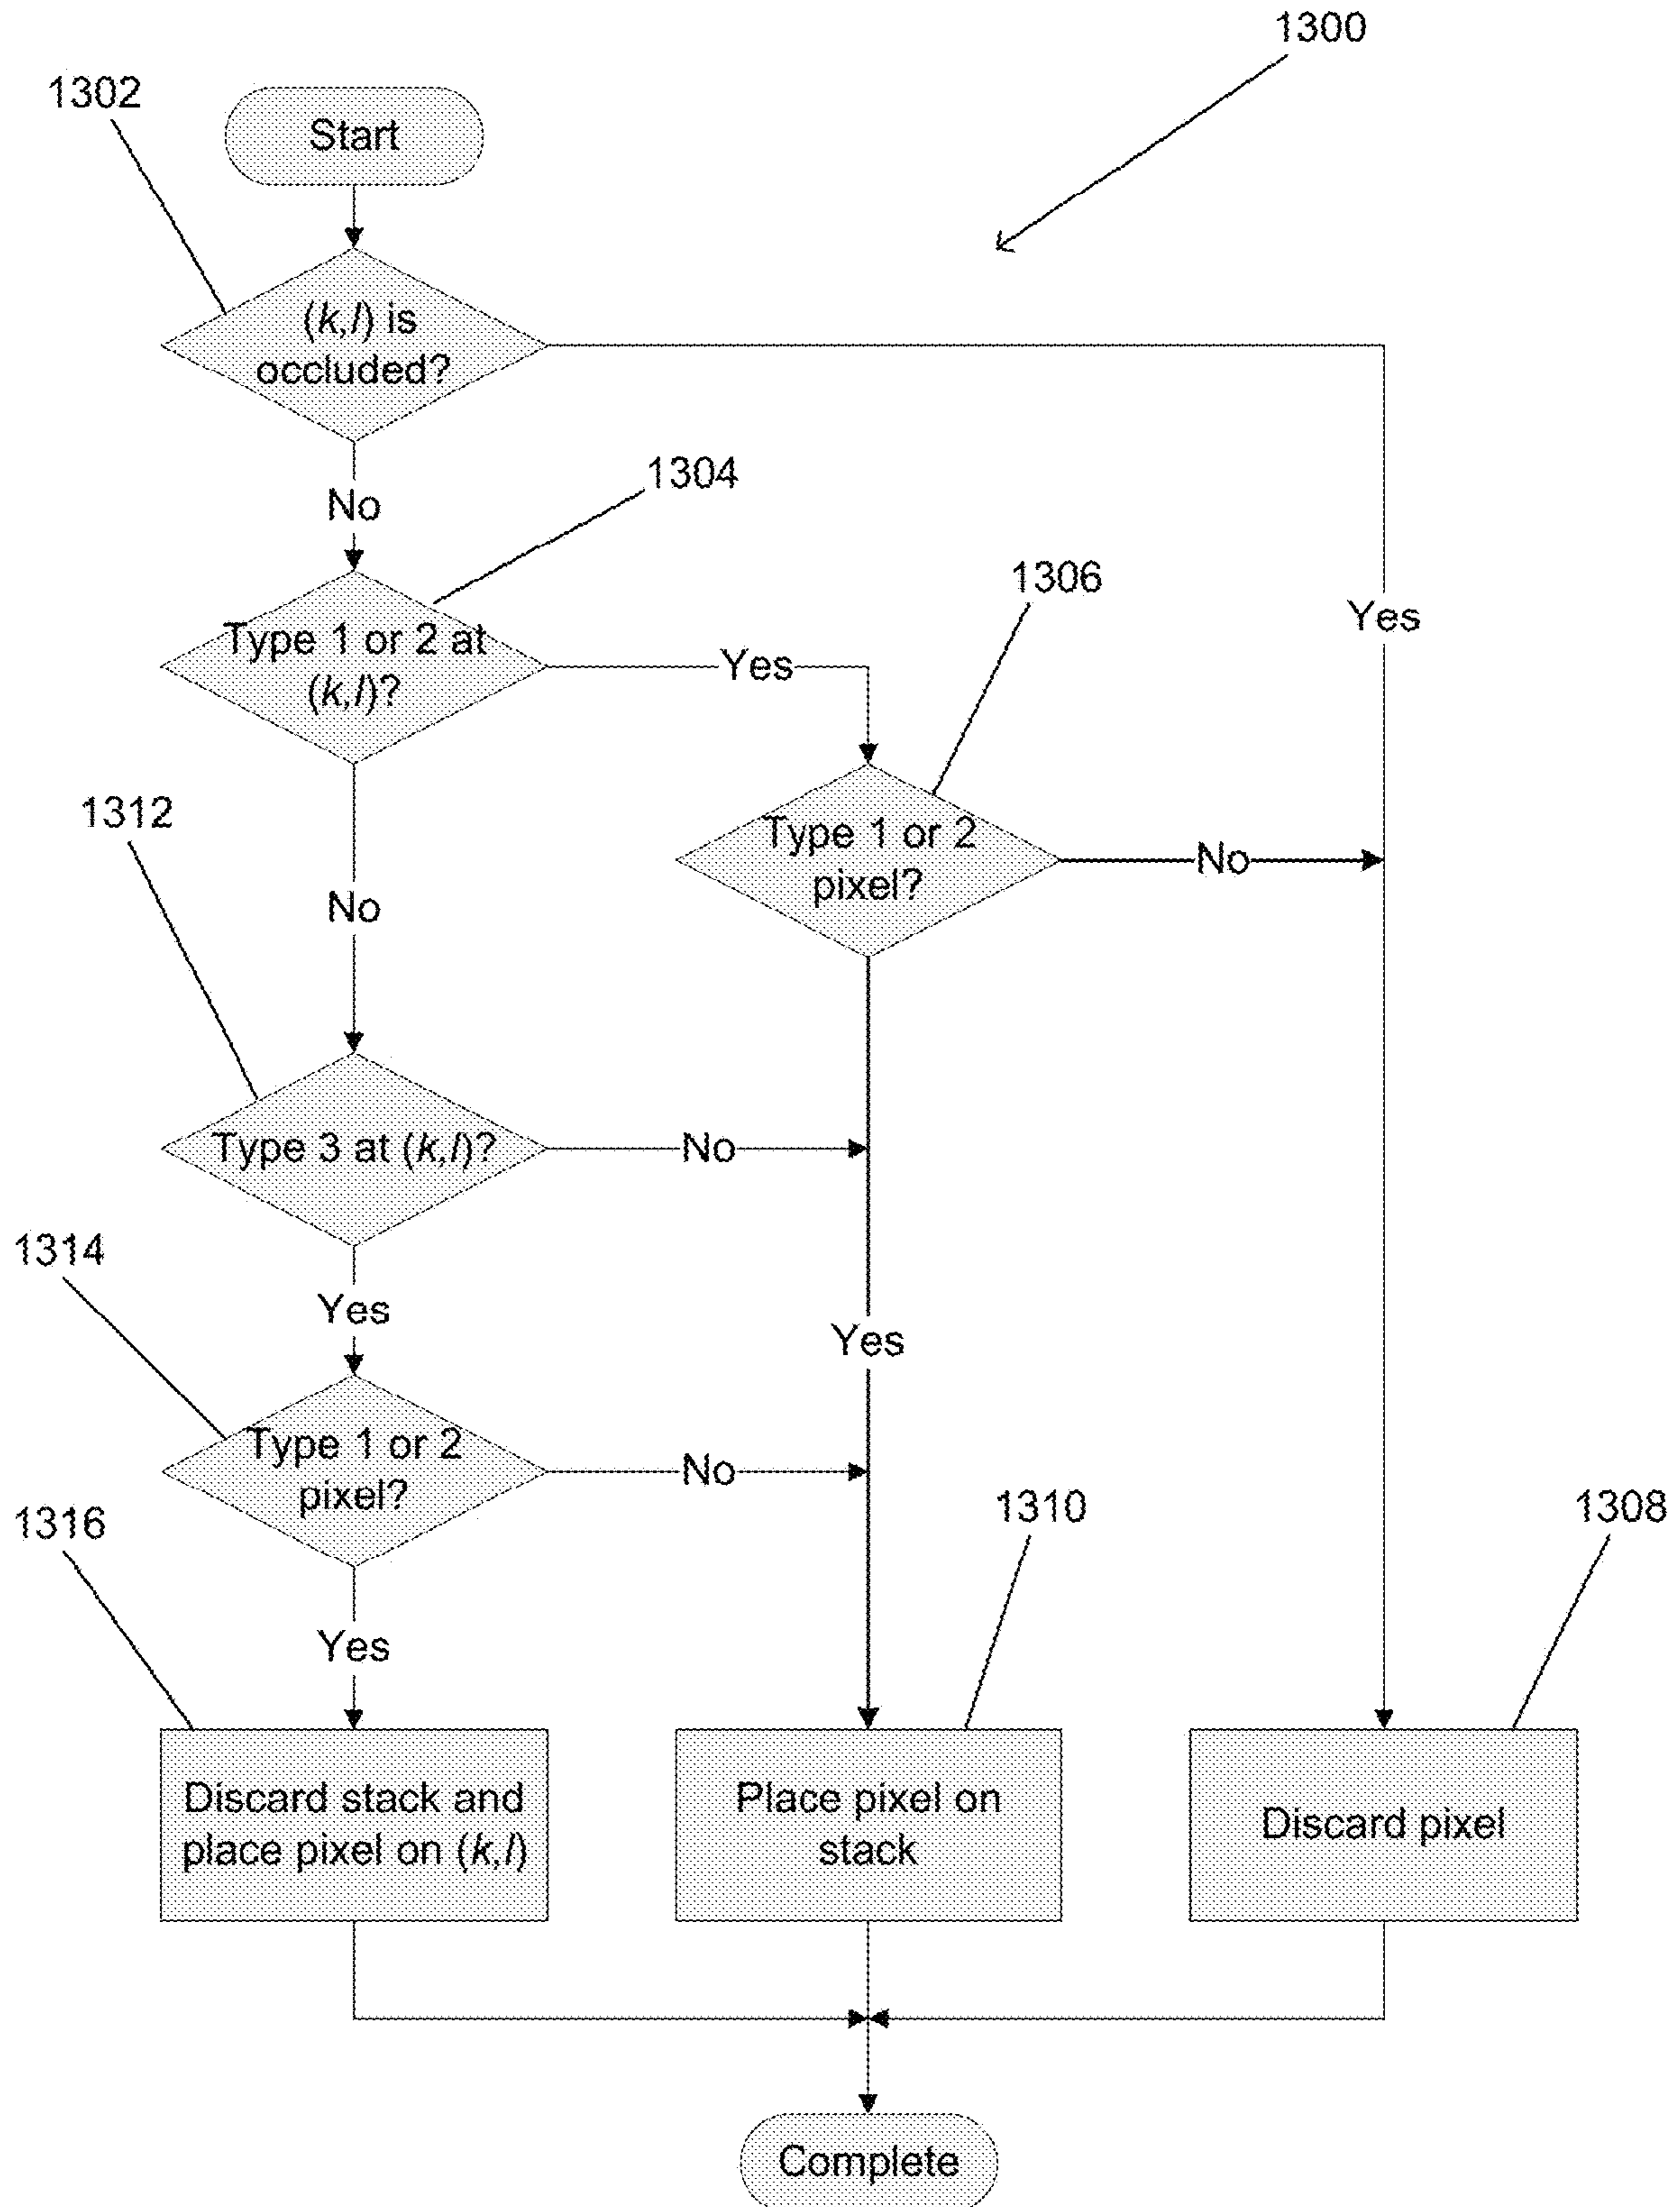 1300
1302
Start
(k,l) is
occluded?
No
1304
Type 1 or 2 at
(k,l)?
Yes
1306
Yes
Type 1 or 2
pixel?
No
1312
No
Type 3 at (k,l)?
No
1314
Yes
Yes
Type 1 or 2
pixel?
No
1316
1310
1308
Yes
Discard stack and
place pixel on (k,l)
Place pixel on
stack
Discard pixel
Complete